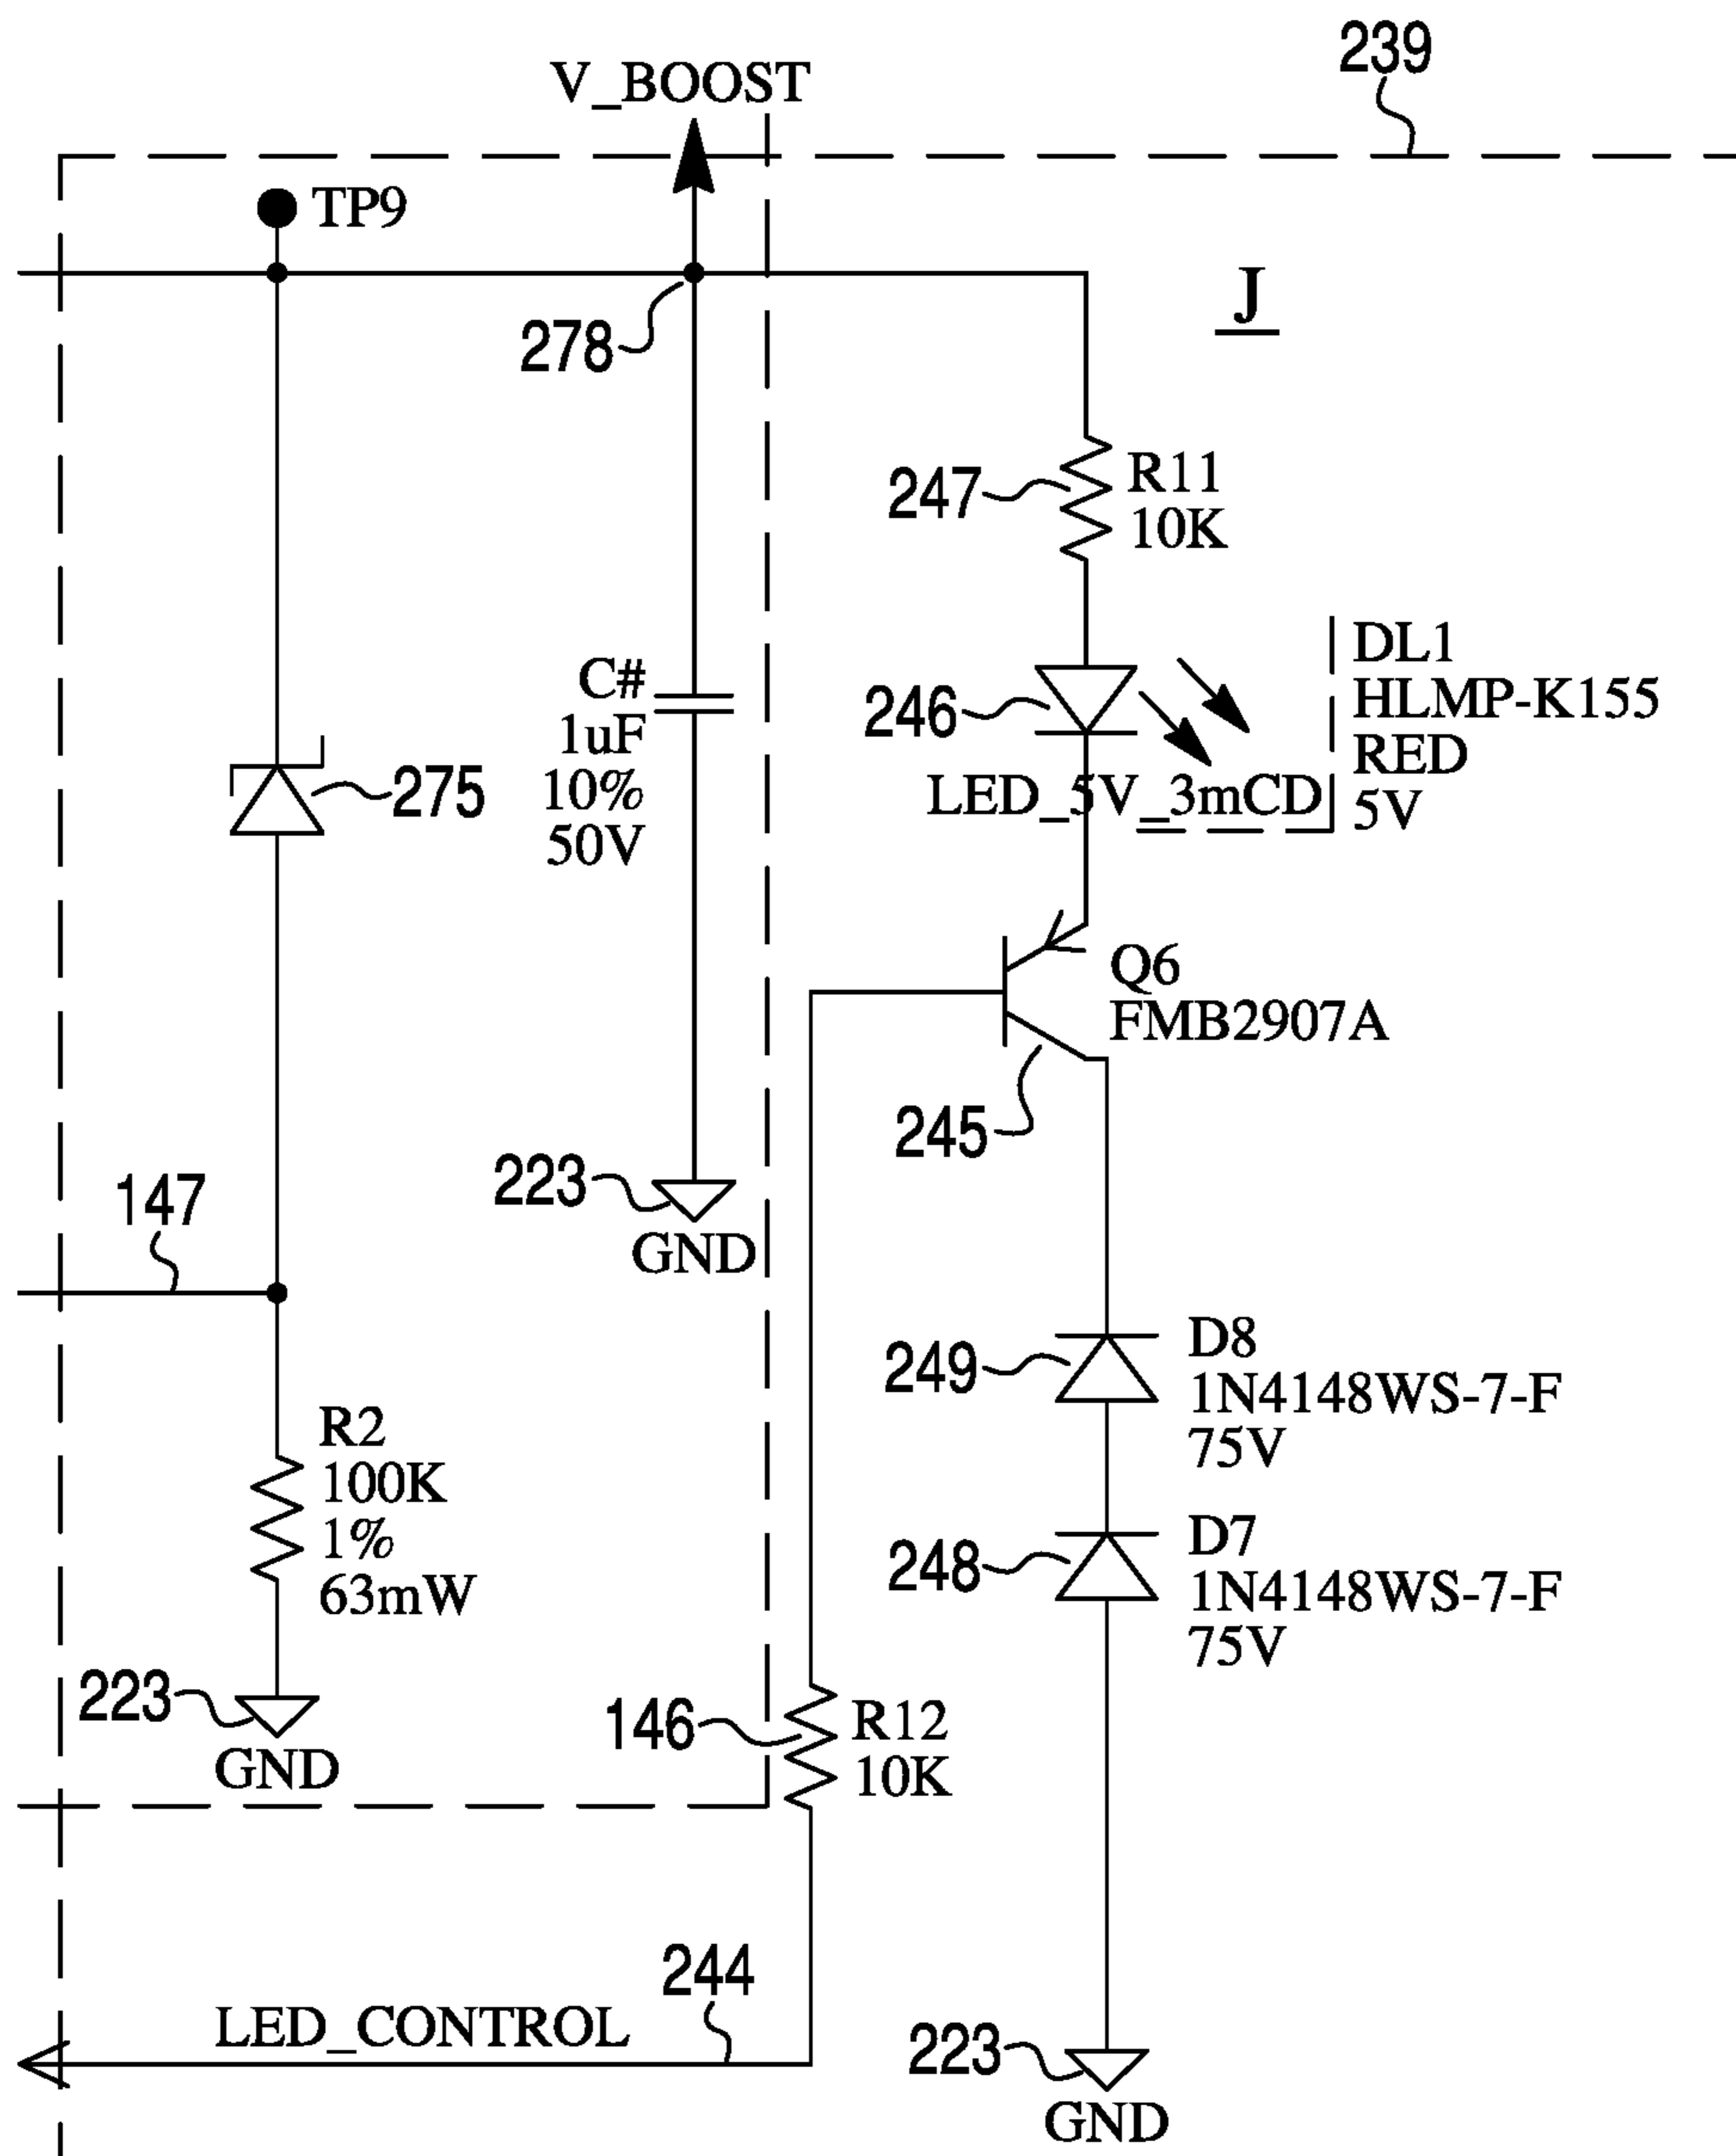 239
V_BOOST
TP9
J
278
247
R11
10K
C#
1uF
10%
50V
246
DL1
HLMP-K155
RED
5V
LED_5V_3mCD
275
Q6
FMB2907A
245
223
GND
147
249
D8
1N4148WS-7-F
75V
R2
100K
1%
63mW
248
D7
1N4148WS-7-F
75V
223
GND
146
R12
10K
244
LED_CONTROL
223
GND